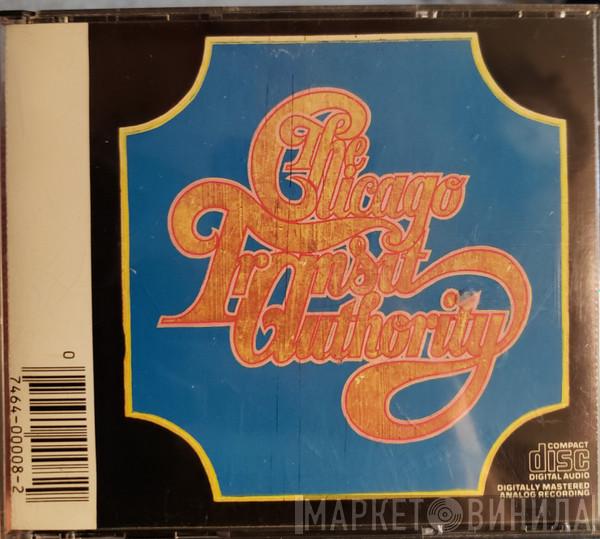 The
Chicago
Transit
Authority
0
7464-00008-2
COMPACT
disc
DIGITAL AUDIO
DIGITALLY MASTERED
ANALOG RECORDING
МАРКЕТ ВИНИЛА